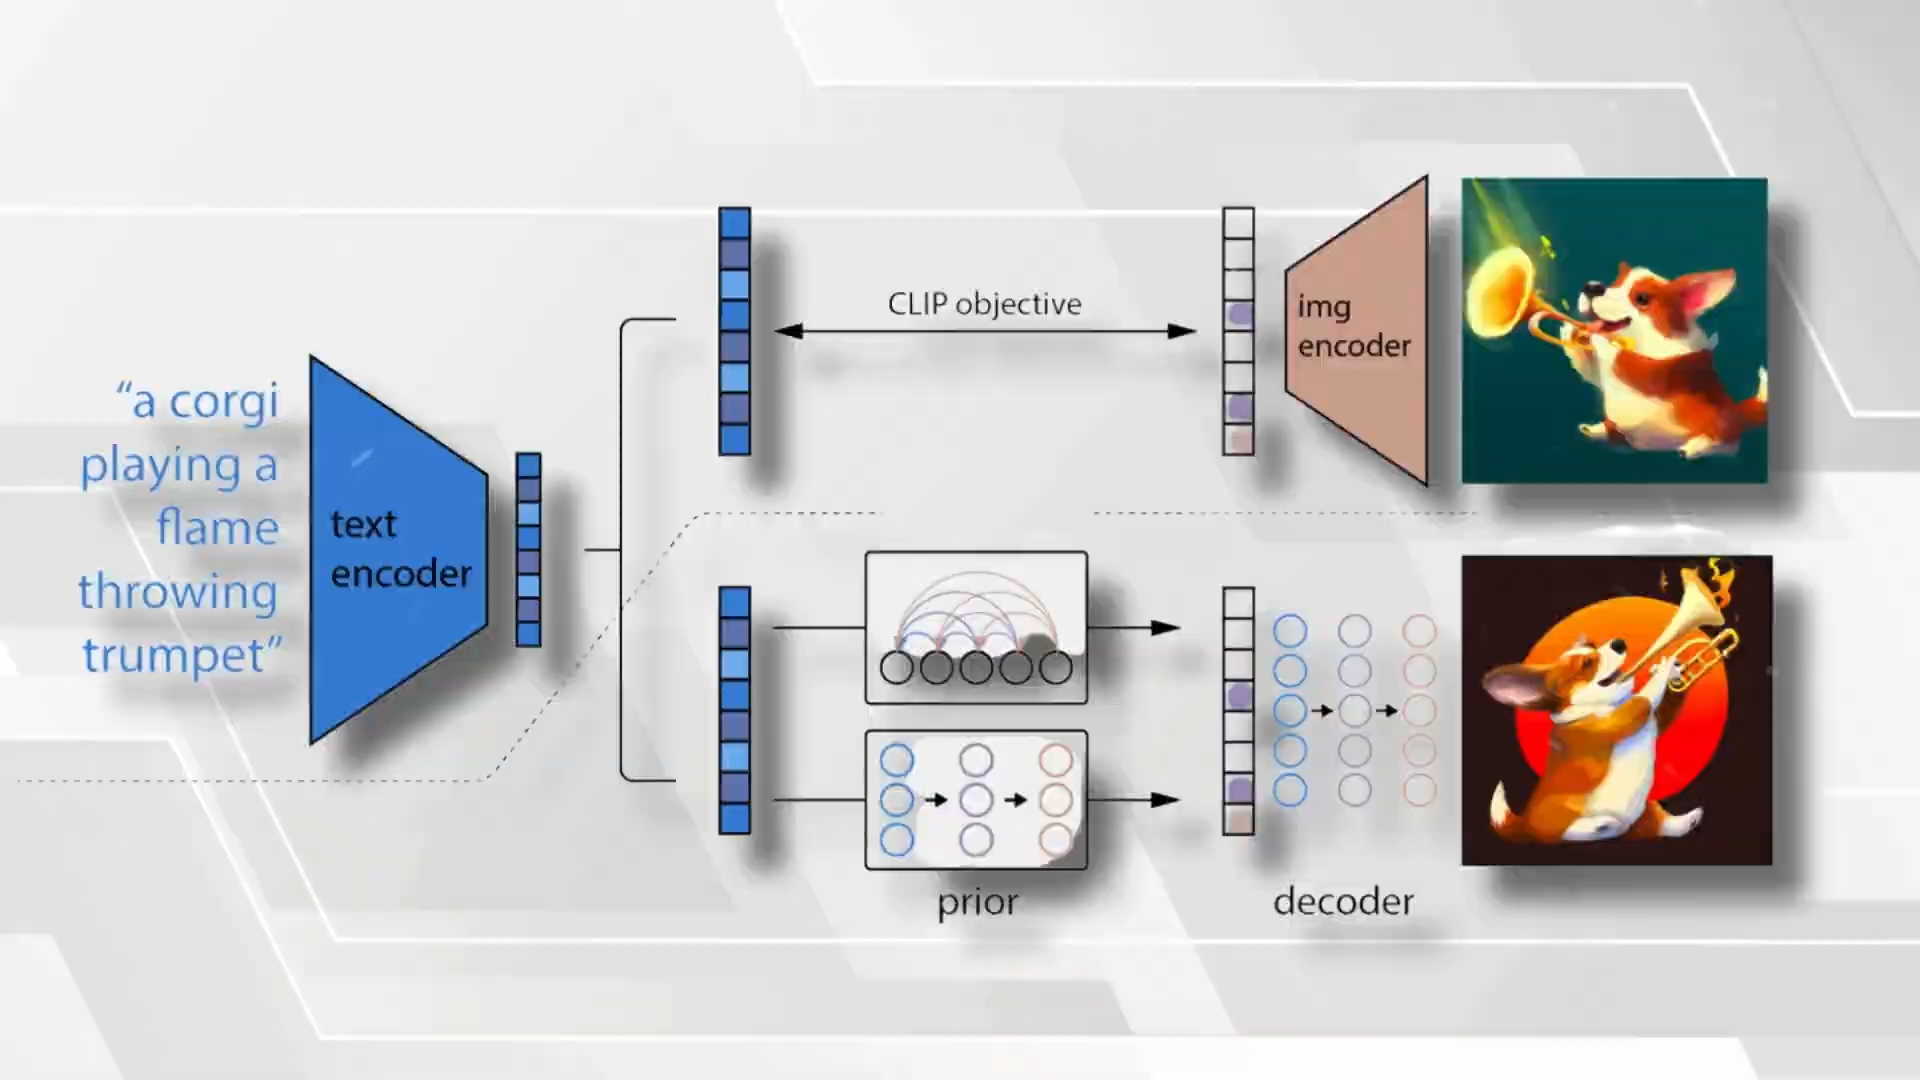 “a corgi
playing a
flame
throwing
trumpet”
text
encoder
CLIP objective
img
encoder
prior
decoder